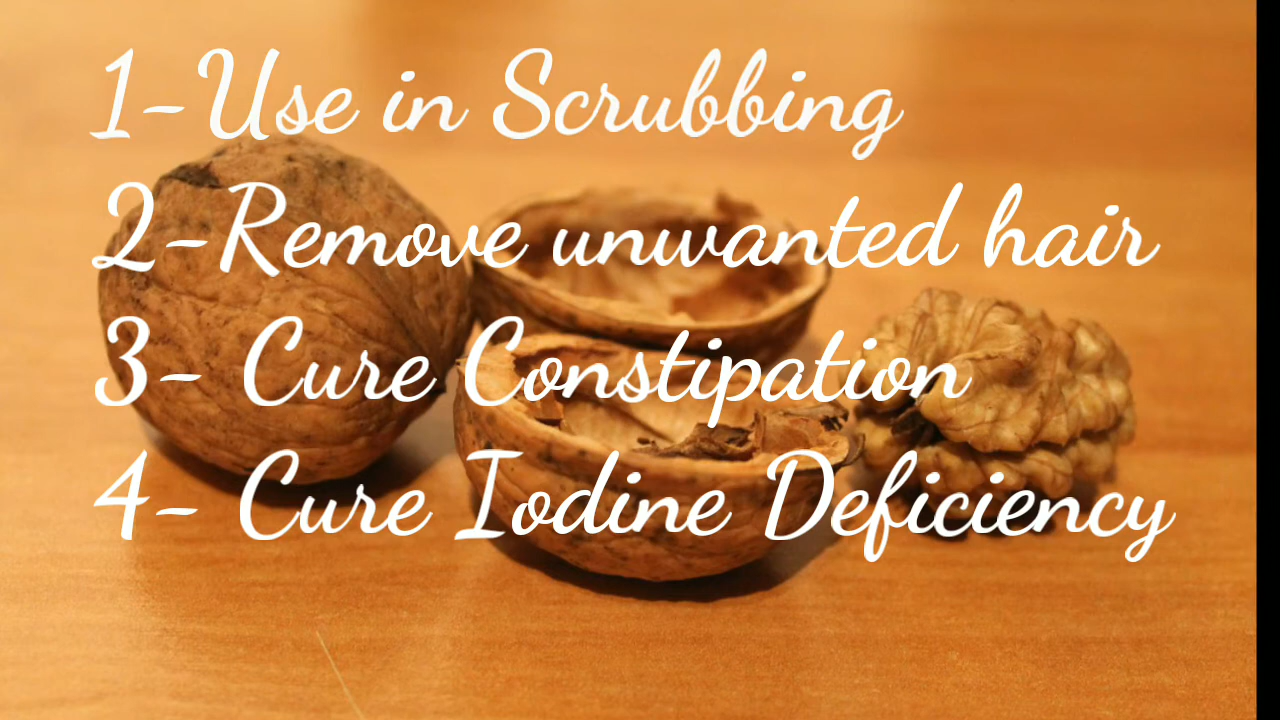 1-Use in Scrubbing
2-Remove unwanted hair
3- Cure Constipation
4- Cure Iodine Deficiency